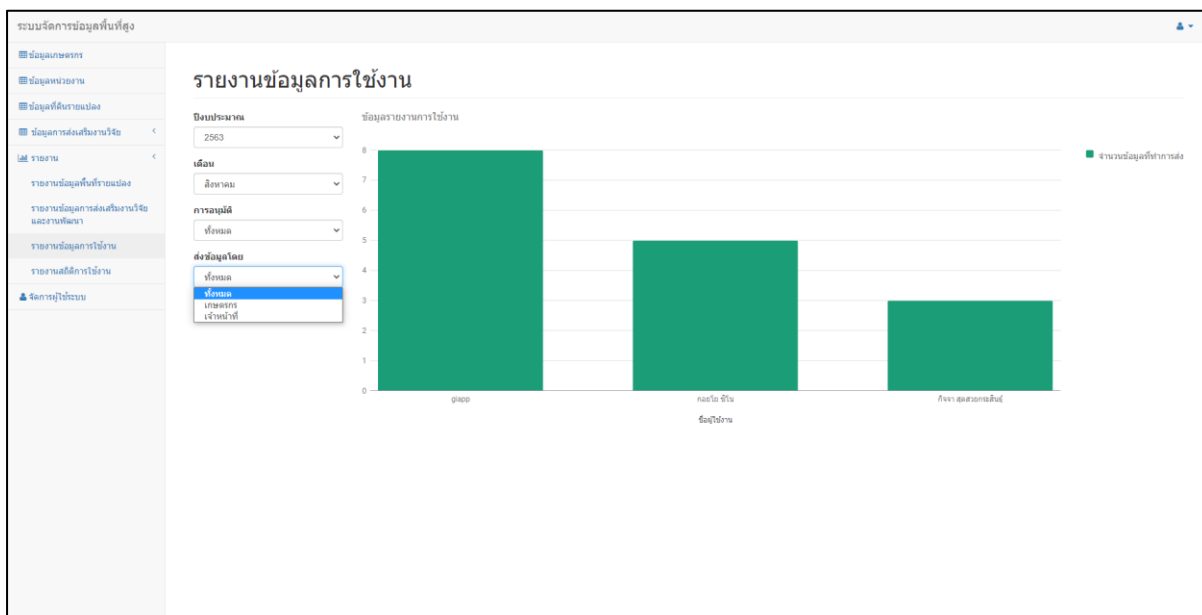 ระบบจัดการข้อมูลพื้นที่สูง
ข้อมูลเกษตรกร
ข้อมูลหน่วยงาน
ข้อมูลที่ดินรายแปลง
ข้อมูลการส่งเสริมงานวิจัย
รายงาน
รายงานข้อมูลพื้นที่รายแปลง
รายงานข้อมูลการส่งเสริมงานวิจัย
และงานพัฒนา
รายงานข้อมูลการใช้งาน
รายงานสถิติการใช้งาน
จัดการผู้ใช้ระบบ
รายงานข้อมูลการใช้งาน
ปีงบประมาณ
2563
เดือน
สิงหาคม
การอนุมัติ
ทั้งหมด
ส่งข้อมูลโดย
ทั้งหมด
ทั้งหมด
เกษตรกร
เจ้าหน้าที่
ข้อมูลรายงานการใช้งาน
8
7
6
5
4
3
2
1
0
giapp
กิจจา
ชื่อผู้ใช้งาน
จำนวนข้อมูลที่ทำการส่ง